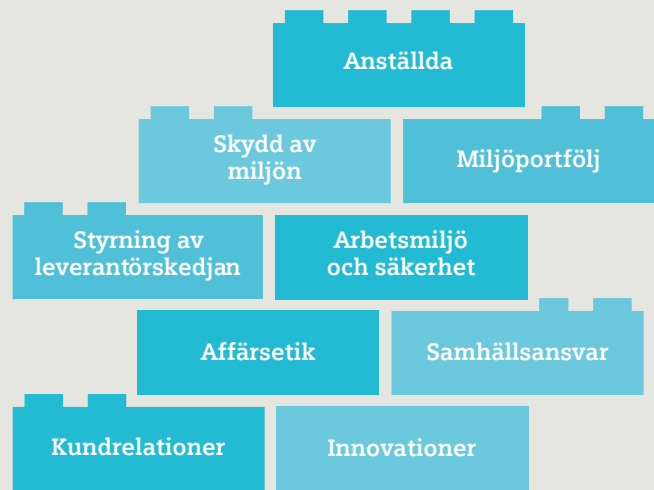 Anställda
Skydd av
miljön
Miljöportfölj
Styrning av
leverantörskedjan
Arbetsmiljö
och säkerhet
Affärsetik
Samhällsansvar
Kundrelationer
Innovationer